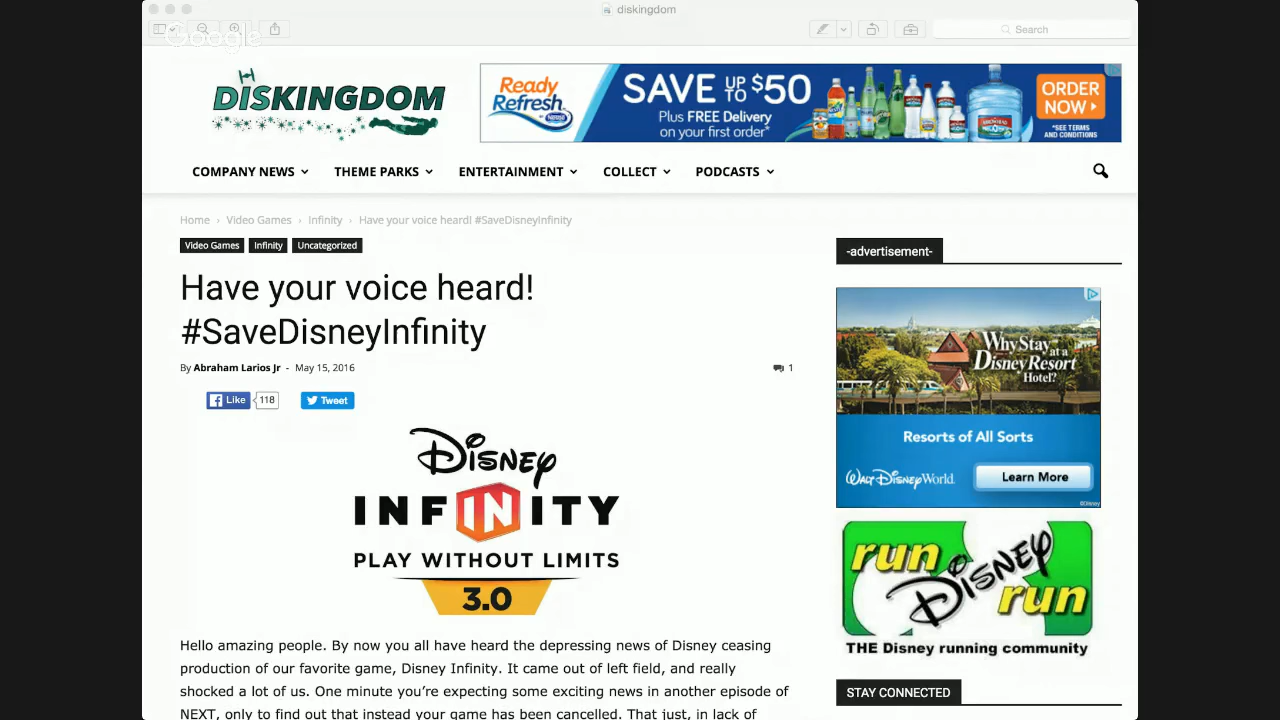 diskingdom
Google
Search
DISKINGDOM
Ready
Refresh
BY Nestlé
SAVE UP TO $50
Plus FREE Delivery
on your first order*
ORDER
NOW
*SEE TERMS
AND CONDITIONS
COMPANY NEWS
THEME PARKS
ENTERTAINMENT
COLLECT
PODCASTS
Home › Video Games › Infinity › Have your voice heard! #SaveDisneyInfinity
Video Games
Infinity
Uncategorized
Have your voice heard!
#SaveDisneyInfinity
By Abraham Larios Jr - May 15, 2016
1
Like
118
Tweet
DISNEY
INFINITY
PLAY WITHOUT LIMITS
3.0
Hello amazing people. By now you all have heard the depressing news of Disney ceasing
production of our favorite game, Disney Infinity. It came out of left field, and really
shocked a lot of us. One minute you’re expecting some exciting news in another episode of
NEXT, only to find out that instead your game has been cancelled. That just, in lack of
-advertisement-
Why Stay at a
Disney Resort
Hotel?
Resorts of All Sorts
Walt Disney World.
Learn More
©Disney
run
Disney
run
THE Disney running community
STAY CONNECTED